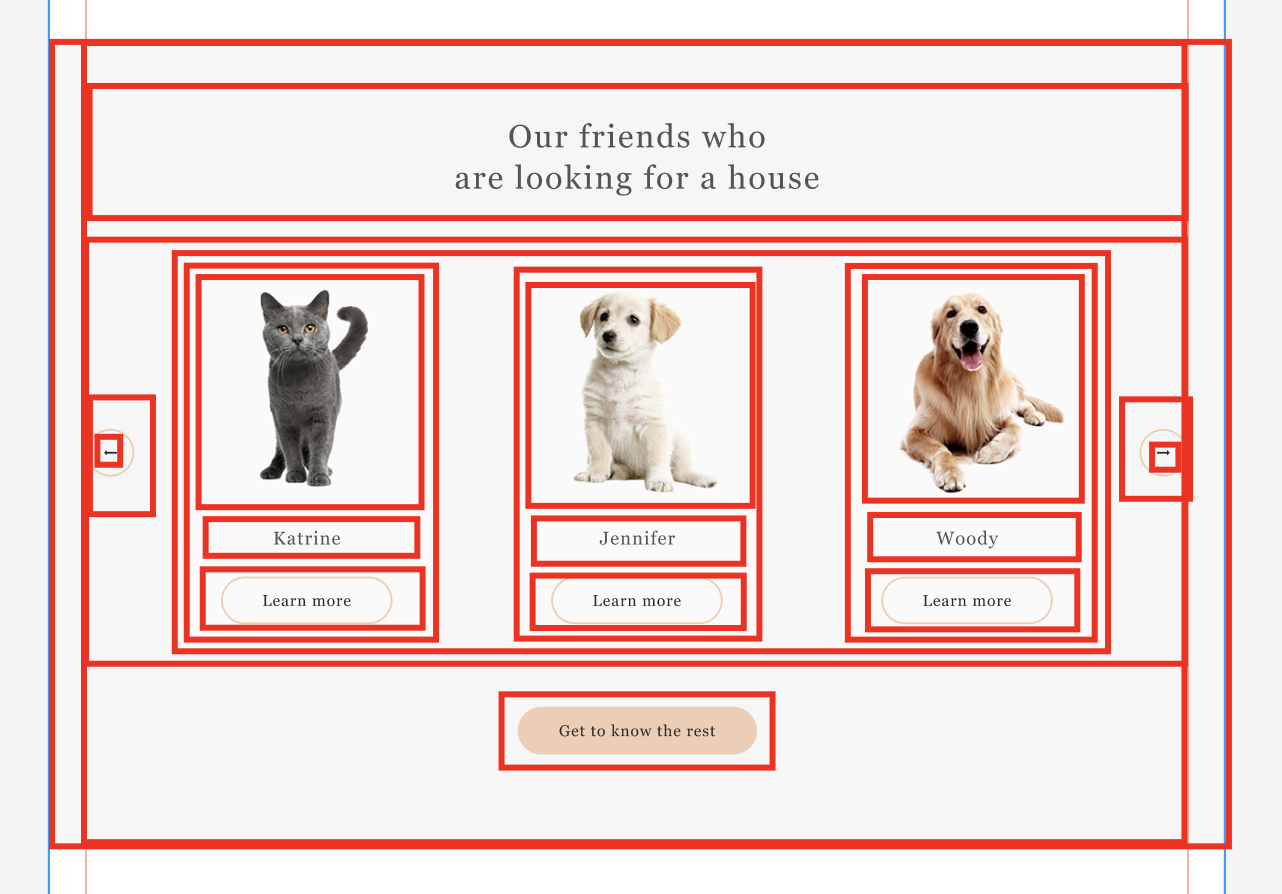 Our friends who
are looking for a house
←
→
Katrine
Jennifer
Woody
Learn more
Learn more
Learn more
Get to know the rest